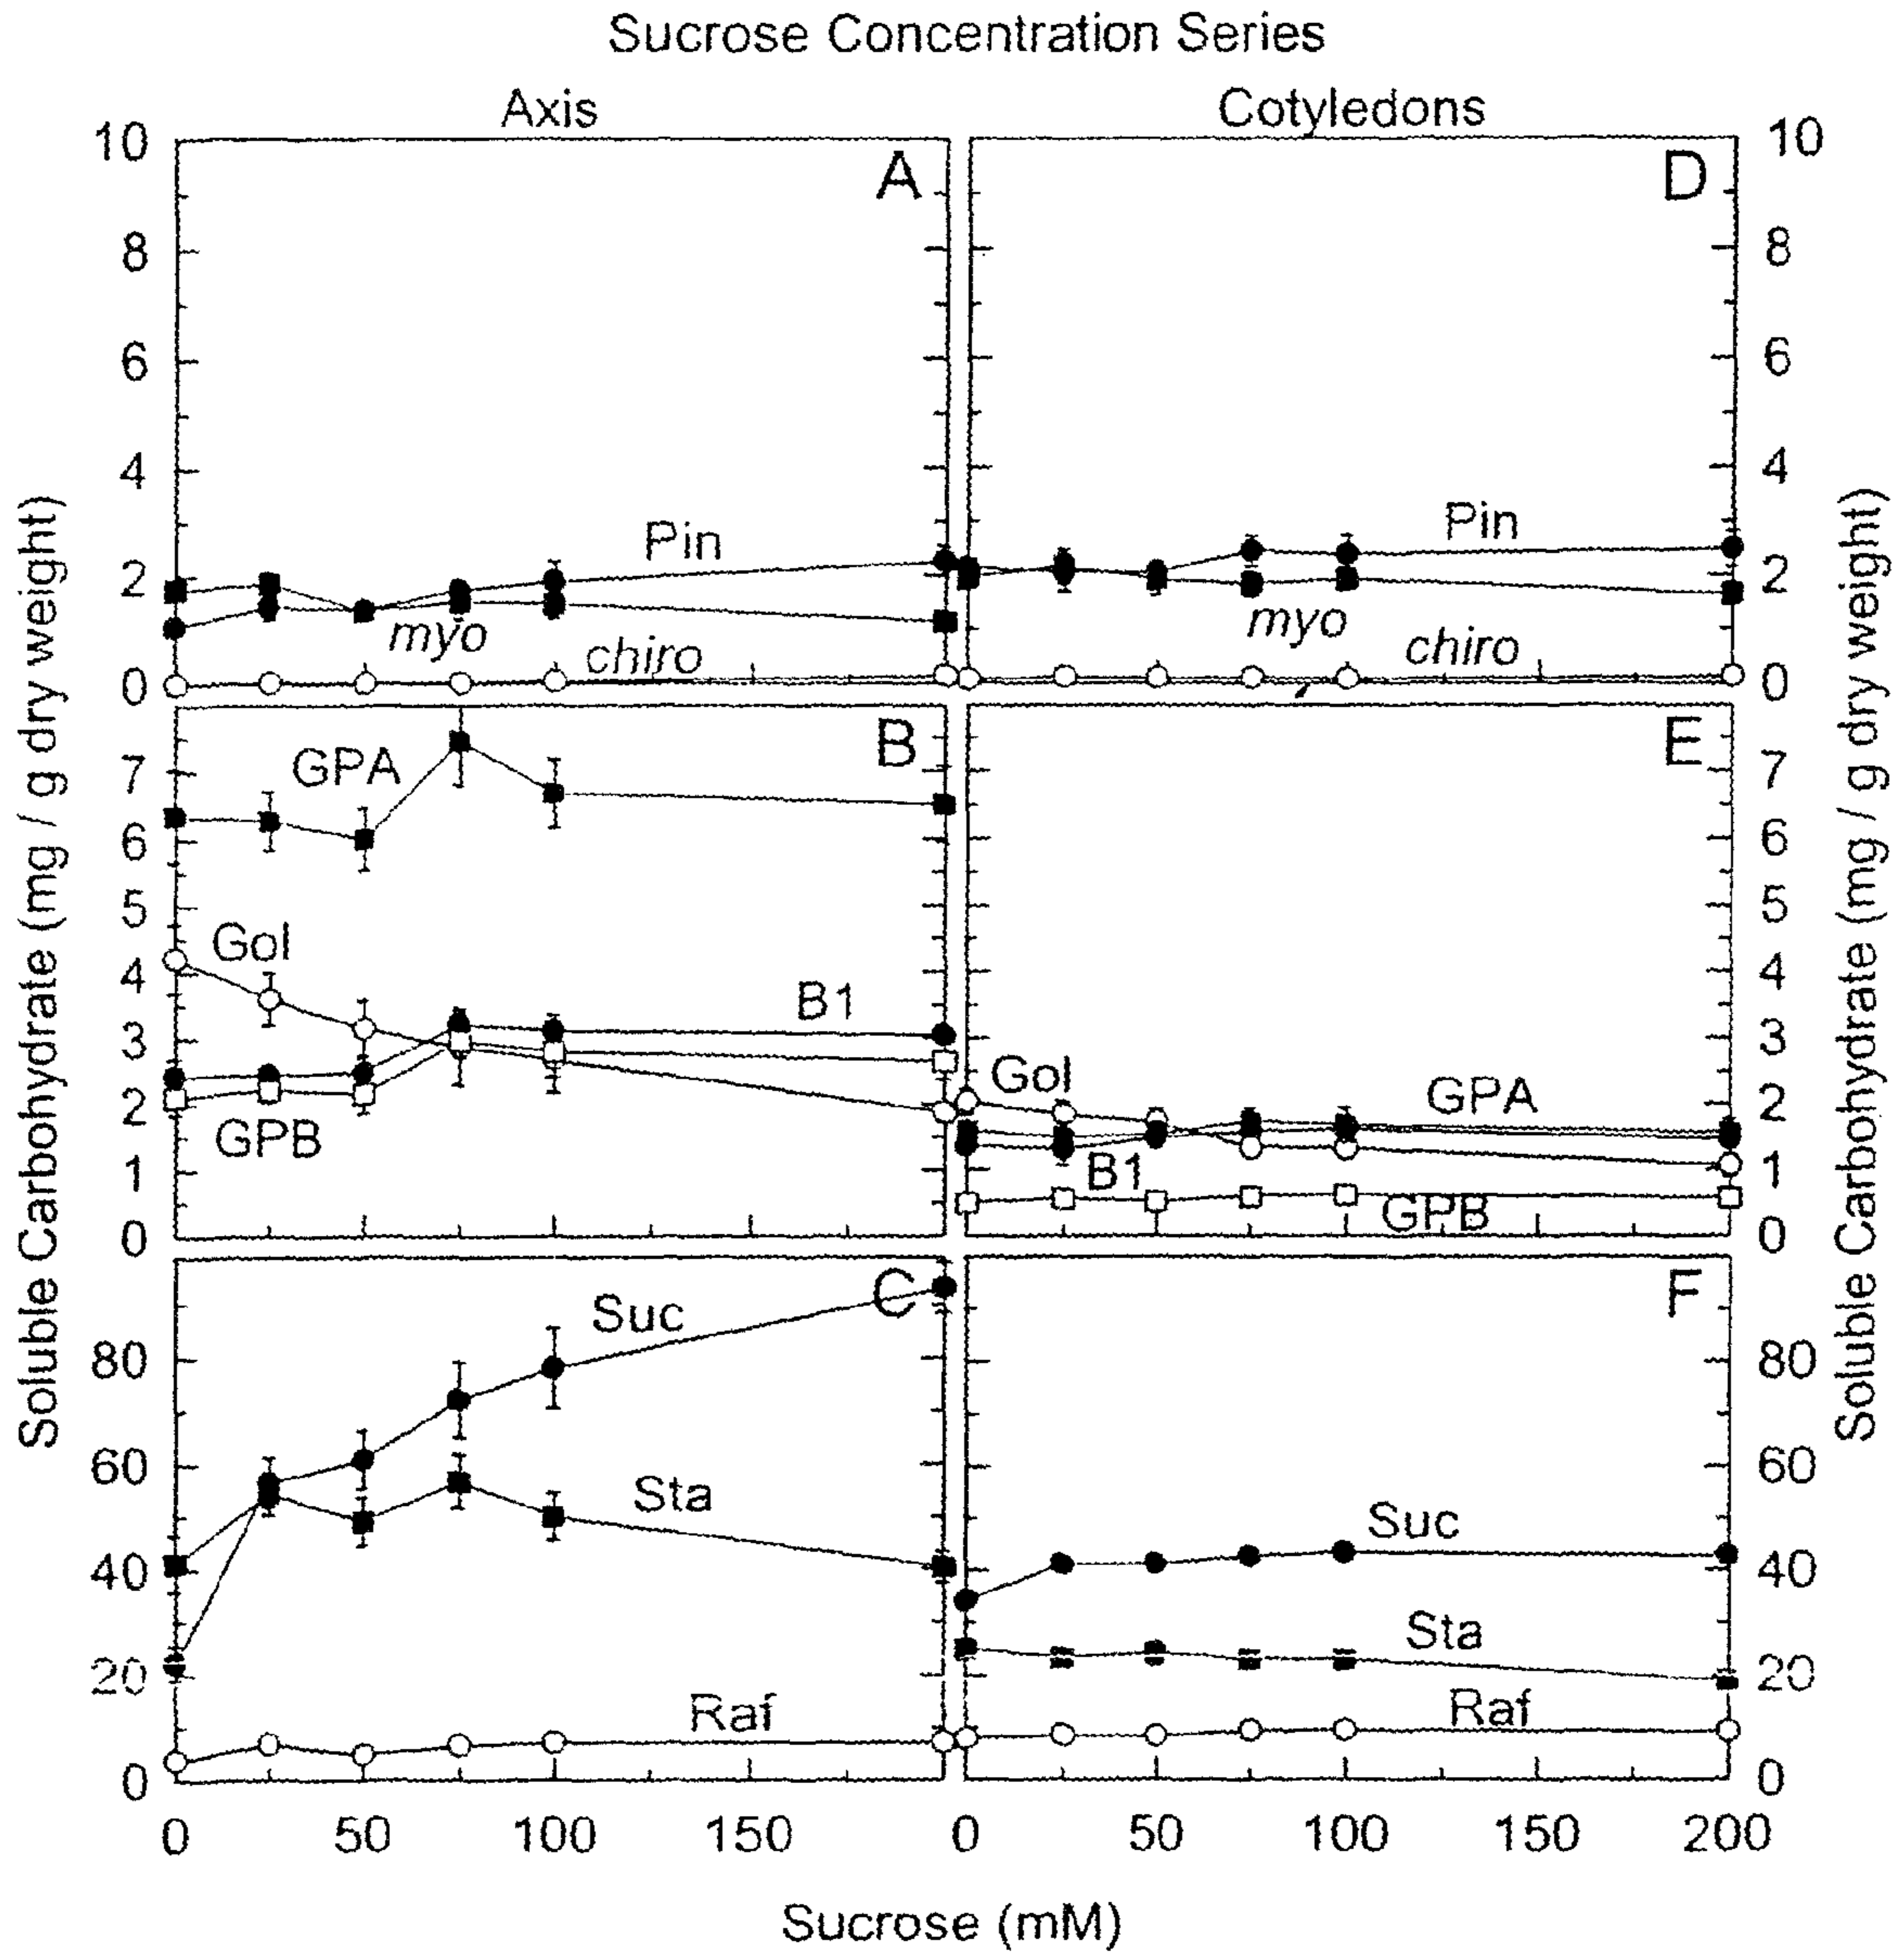 Sucrose Concentration Series
Axis
Cotyledons
Soluble Carbohydrate (mg / g dry weight)
10
8
6
4
2
0
A
Pin
myo
chiro
D
Pin
myo
chiro
10
8
6
4
2
0
Soluble Carbohydrate (mg / g dry weight)
7
6
5
4
3
2
1
0
B
GPA
Gol
B1
GPB
E
Gol
GPA
B1
GPB
7
6
5
4
3
2
1
0
80
60
40
20
0
C
Suc
Sta
Raf
F
Suc
Sta
Raf
80
60
40
20
0
0 50 100 150 0 50 100 150 200
Sucrose (mM)